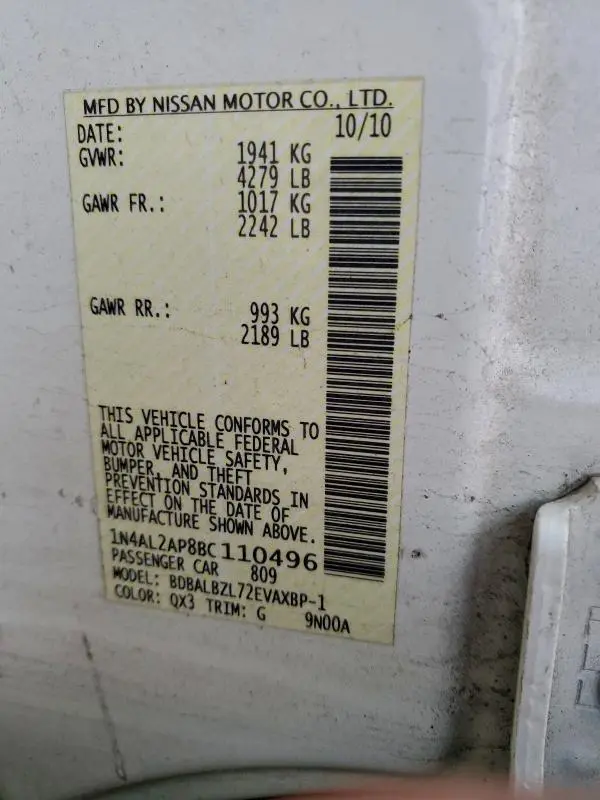 MFD BY NISSAN MOTOR CO., LTD.
DATE: 10/10
GVWR: 1941 KG
4279 LB
GAWR FR.: 1017 KG
2242 LB
GAWR RR.: 993 KG
2189 LB
THIS VEHICLE CONFORMS TO
ALL APPLICABLE FEDERAL
MOTOR VEHICLE SAFETY,
BUMPER, AND THEFT
PREVENTION STANDARDS IN
EFFECT ON THE DATE OF
MANUFACTURE SHOWN ABOVE.
1N4AL2AP8BC110496
PASSENGER CAR 809
MODEL: BDBALBZL72EVAXBP-1
COLOR: QX3 TRIM: G 9N00A